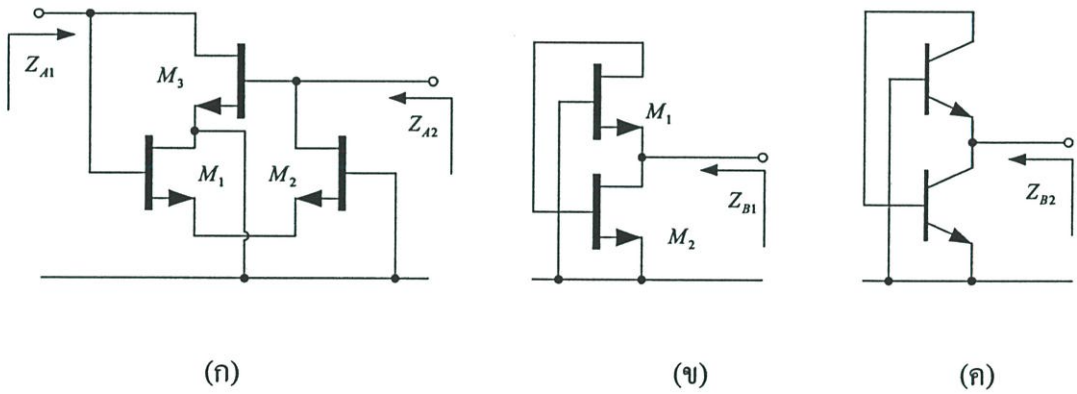 Z_{A1}
M_3
M_1
M_2
Z_{A2}
M_1
M_2
Z_{B1}
Z_{B2}
(ก)
(ข)
(ค)